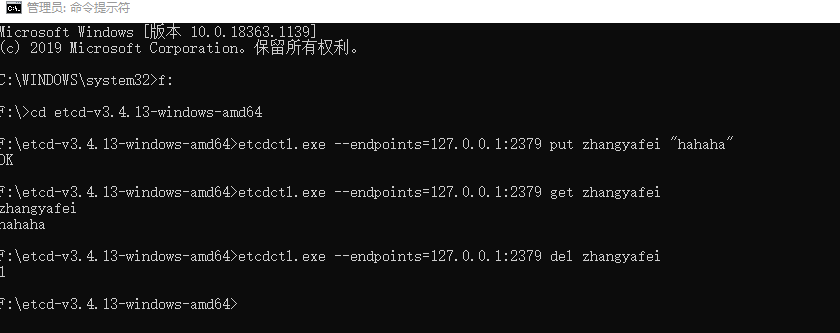 管理员: 命令提示符
Microsoft Windows [版本 10.0.18363.1139]
(c) 2019 Microsoft Corporation。保留所有权利。
C:\WINDOWS\system32>f:
F:\>cd etcd-v3.4.13-windows-amd64
F:\etcd-v3.4.13-windows-amd64>etcdctl.exe --endpoints=127.0.0.1:2379 put zhangyafei "hahaha"
OK
F:\etcd-v3.4.13-windows-amd64>etcdctl.exe --endpoints=127.0.0.1:2379 get zhangyafei
zhangyafei
hahaha
F:\etcd-v3.4.13-windows-amd64>etcdctl.exe --endpoints=127.0.0.1:2379 del zhangyafei
1
F:\etcd-v3.4.13-windows-amd64>